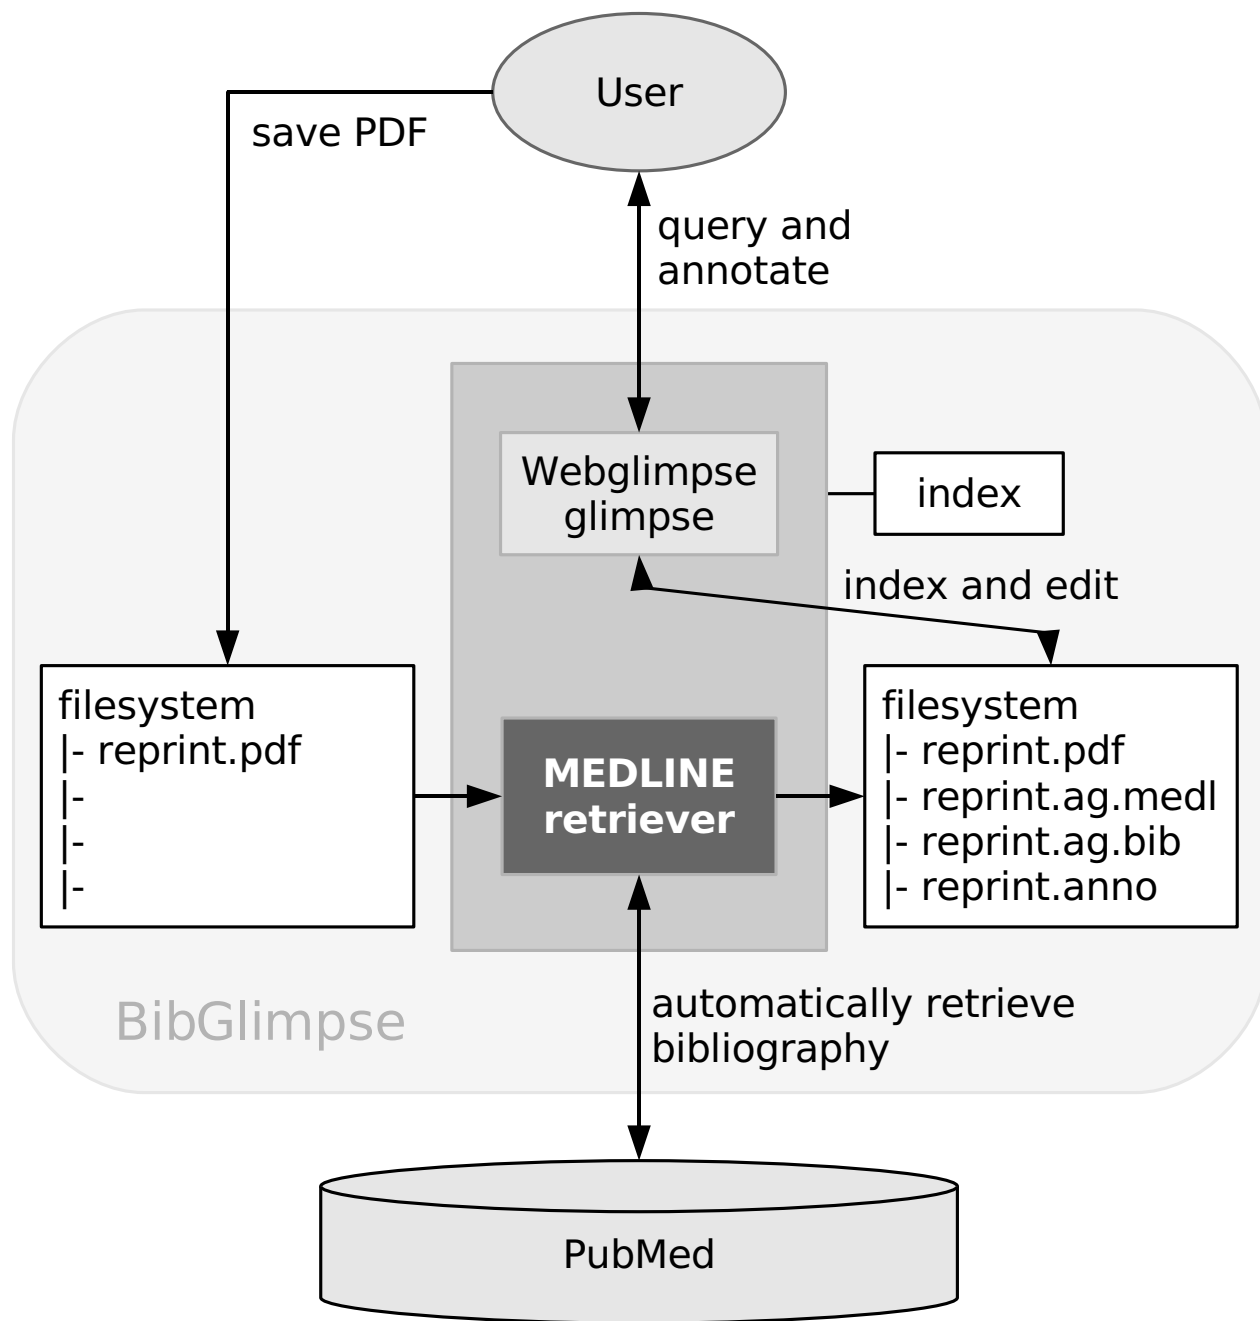 User
save PDF
query and
annotate
Webglimpse
glimpse
index
index and edit
filesystem
|- reprint.pdf
|-
|-
|-
MEDLINE
retriever
filesystem
|- reprint.pdf
|- reprint.ag.medl
|- reprint.ag.bib
|- reprint.anno
BibGlimpse
automatically retrieve
bibliography
PubMed